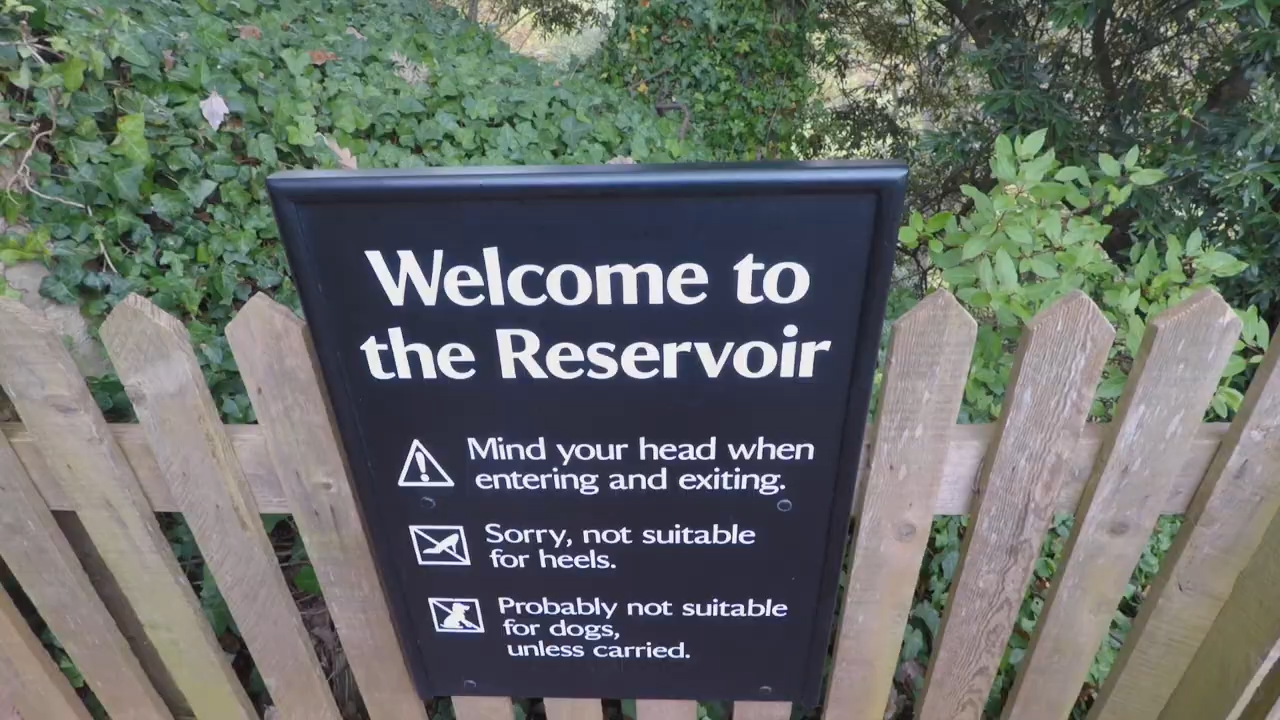 Welcome to
the Reservoir
Mind your head when
entering and exiting.
Sorry, not suitable
for heels.
Probably not suitable
for dogs,
unless carried.